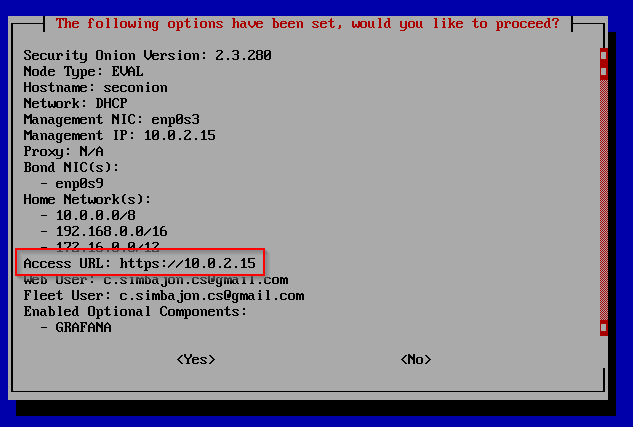 The following options have been set, would you like to proceed?
Security Onion Version: 2.3.280
Node Type: EVAL
Hostname: seconion
Network: DHCP
Management NIC: enp0s3
Management IP: 10.0.2.15
Proxy: N/A
Bond NIC(s):
- enp0s9
Home Network(s):
- 10.0.0.0/8
- 192.168.0.0/16
- 172.16.0.0/12
Access URL: https://10.0.2.15
Web User: c.simbajon.cs@gmail.com
Fleet User: c.simbajon.cs@gmail.com
Enabled Optional Components:
- GRAFANA
<Yes> <No>